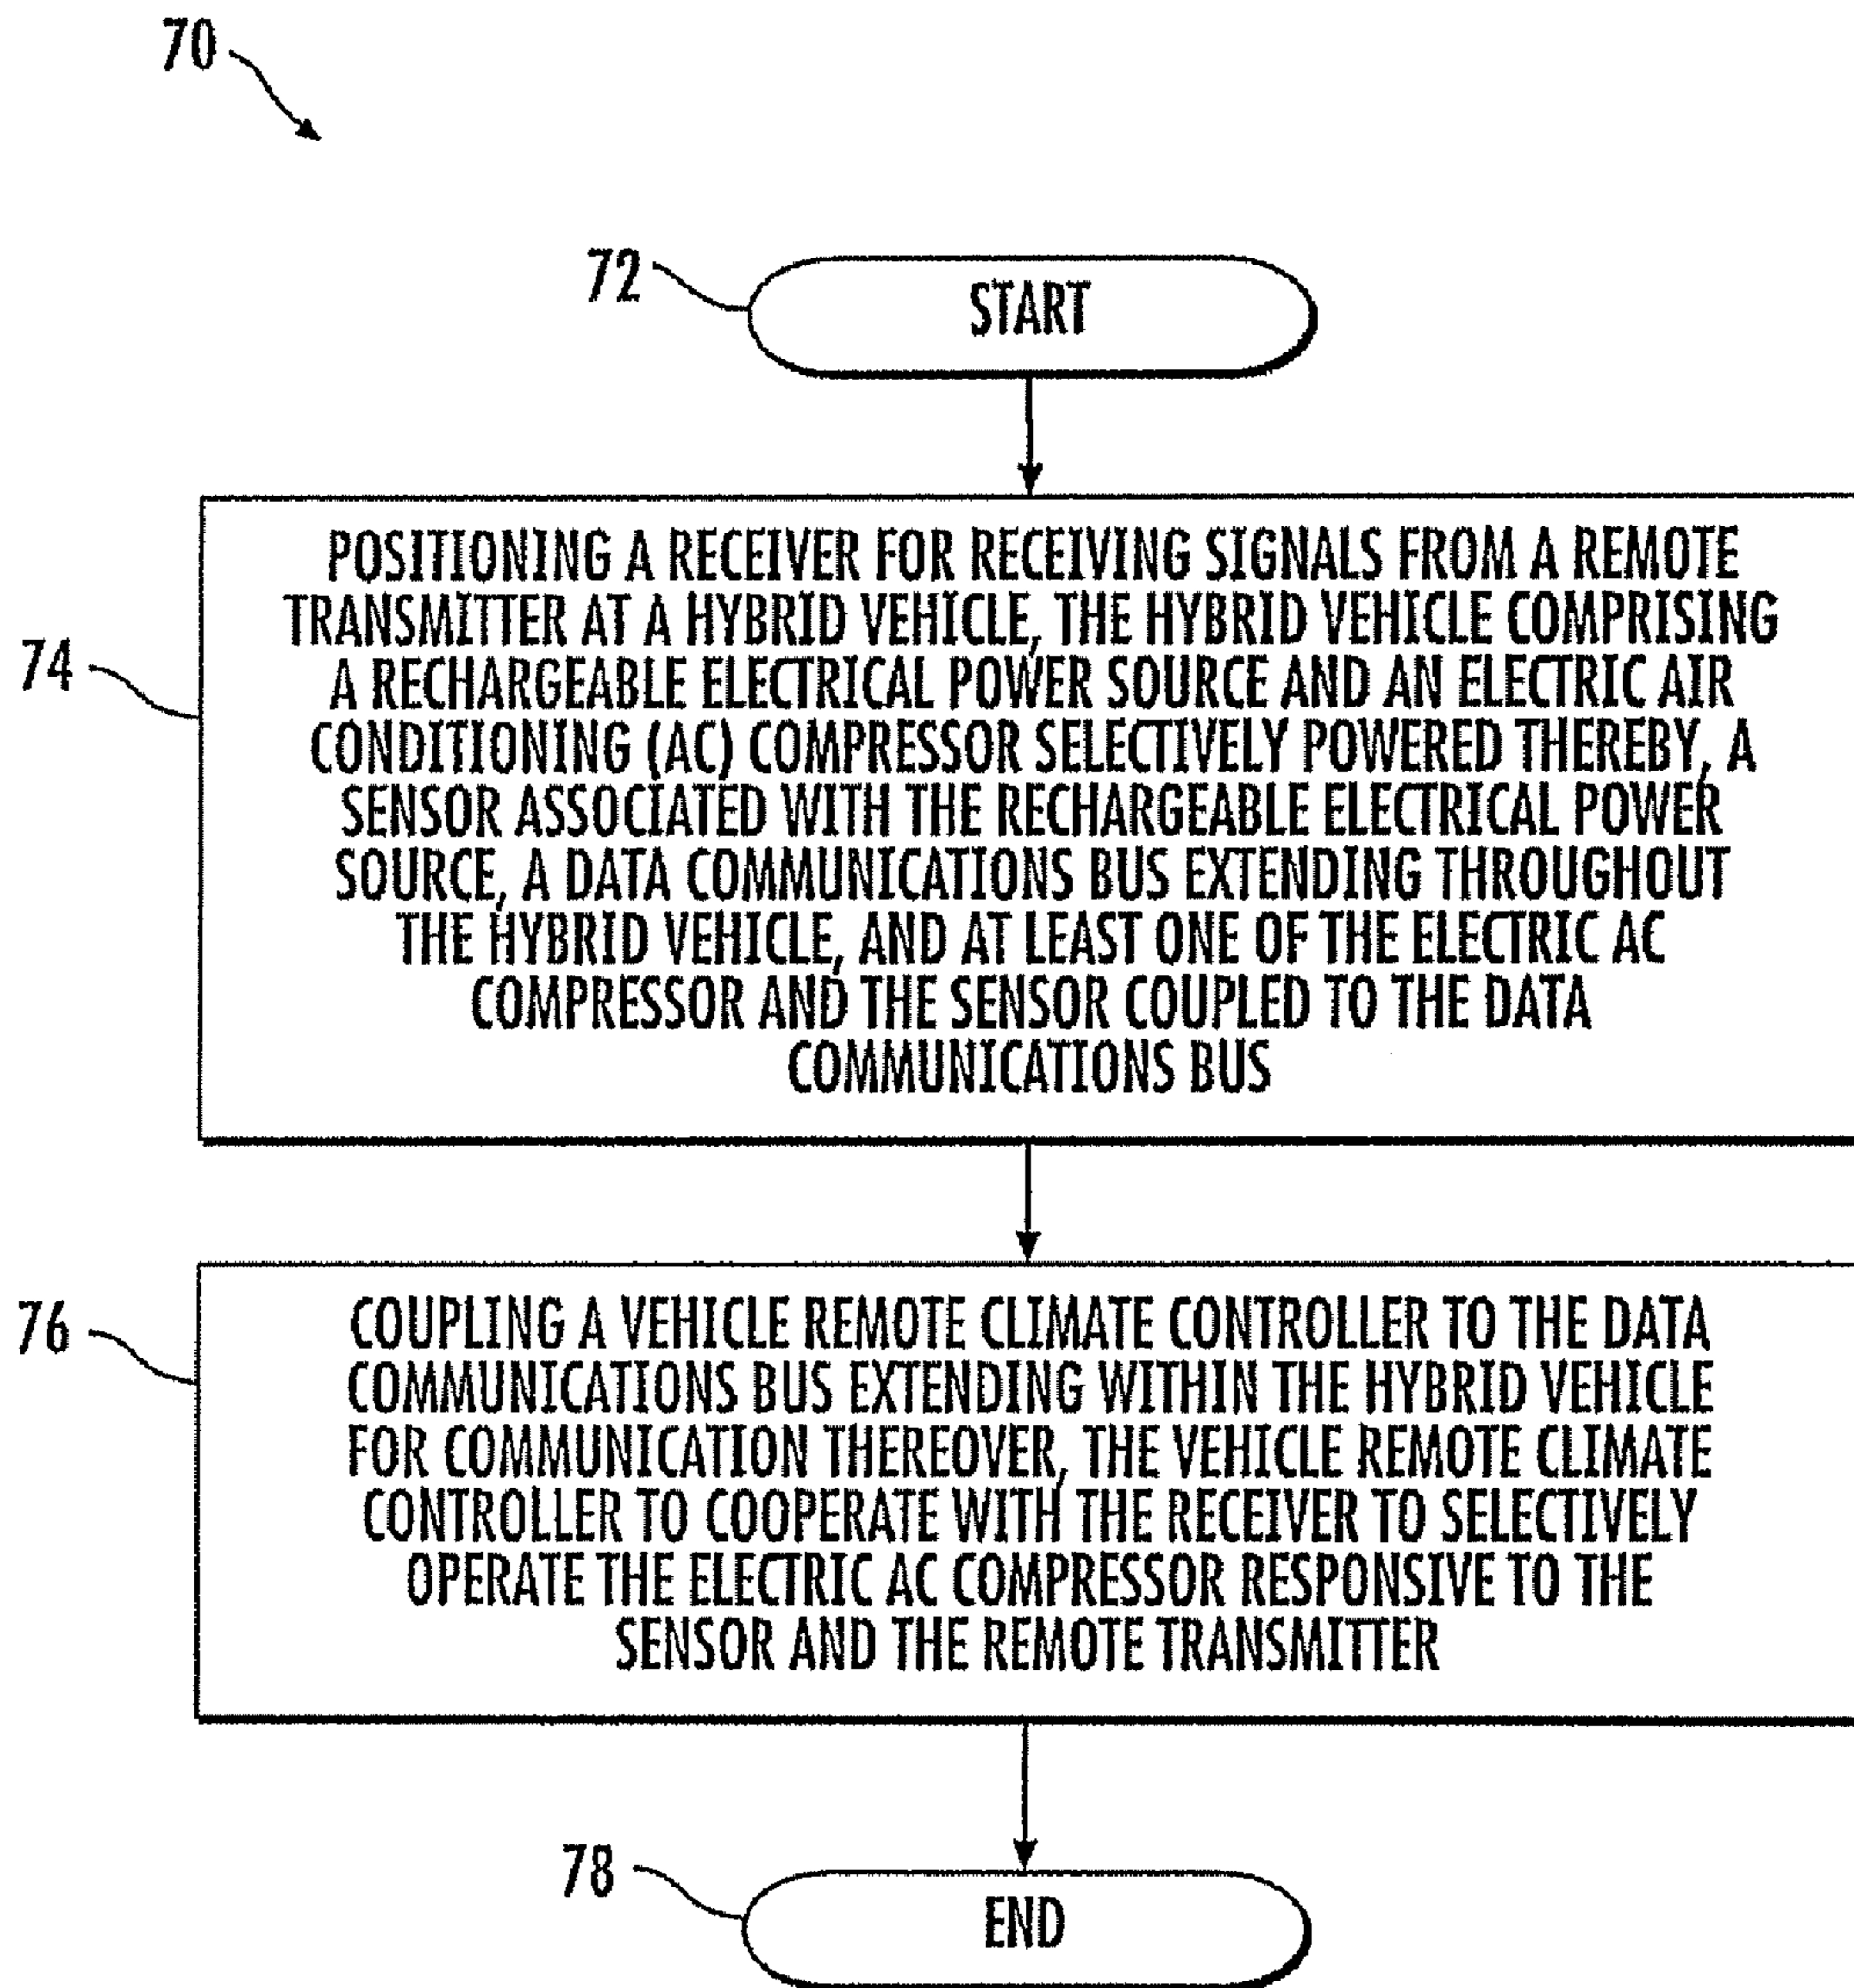 70
72
START
74
POSITIONING A RECEIVER FOR RECEIVING SIGNALS FROM A REMOTE
TRANSMITTER AT A HYBRID VEHICLE, THE HYBRID VEHICLE COMPRISING
A RECHARGEABLE ELECTRICAL POWER SOURCE AND AN ELECTRIC AIR
CONDITIONING (AC) COMPRESSOR SELECTIVELY POWERED THEREBY, A
SENSOR ASSOCIATED WITH THE RECHARGEABLE ELECTRICAL POWER
SOURCE, A DATA COMMUNICATIONS BUS EXTENDING THROUGHOUT
THE HYBRID VEHICLE, AND AT LEAST ONE OF THE ELECTRIC AC
COMPRESSOR AND THE SENSOR COUPLED TO THE DATA
COMMUNICATIONS BUS
76
COUPLING A VEHICLE REMOTE CLIMATE CONTROLLER TO THE DATA
COMMUNICATIONS BUS EXTENDING WITHIN THE HYBRID VEHICLE
FOR COMMUNICATION THEREOVER, THE VEHICLE REMOTE CLIMATE
CONTROLLER TO COOPERATE WITH THE RECEIVER TO SELECTIVELY
OPERATE THE ELECTRIC AC COMPRESSOR RESPONSIVE TO THE
SENSOR AND THE REMOTE TRANSMITTER
78
END